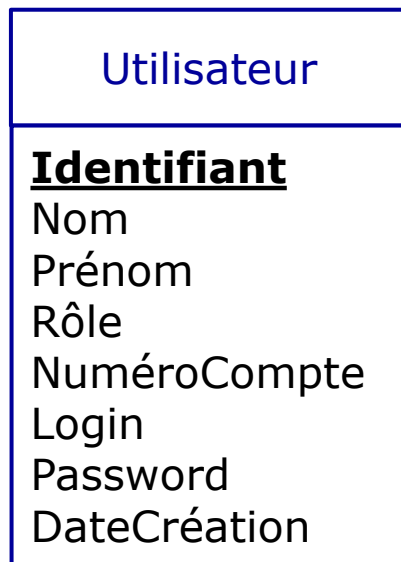 Utilisateur
Identifiant
Nom
Prénom
Rôle
NuméroCompte
Login
Password
DateCréation